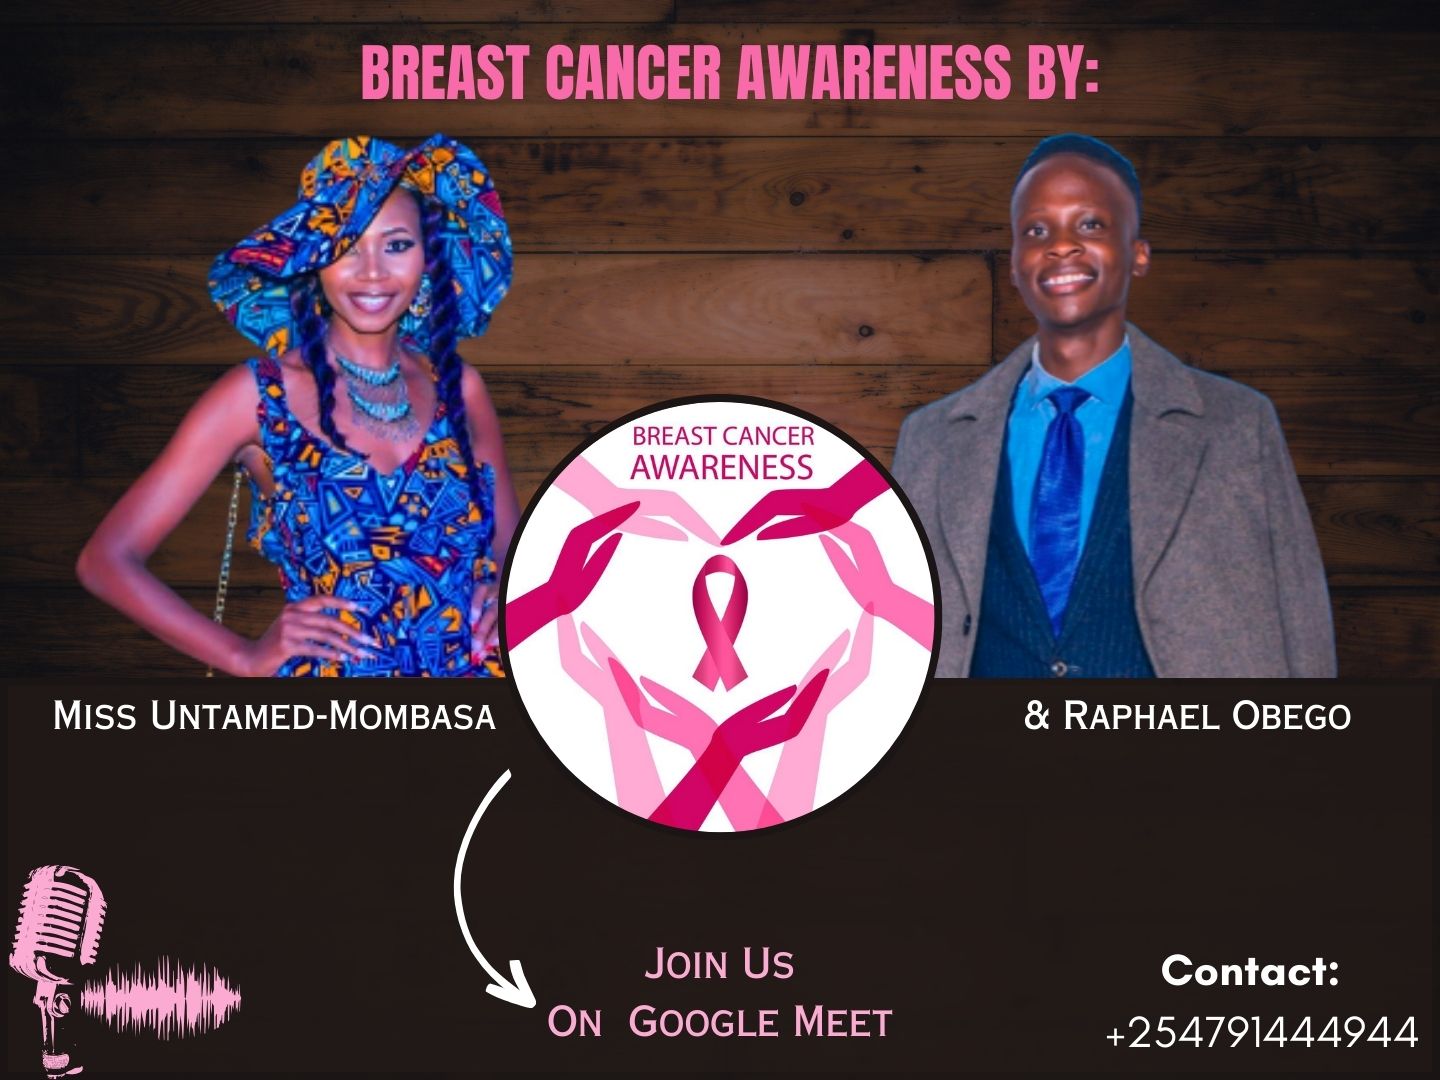 BREAST CANCER AWARENESS BY:
BREAST CANCER
AWARENESS
MISS UNTAMED-MOMBASA
& RAPHAEL OBEGO
JOIN US
ON GOOGLE MEET
Contact:
+254791444944